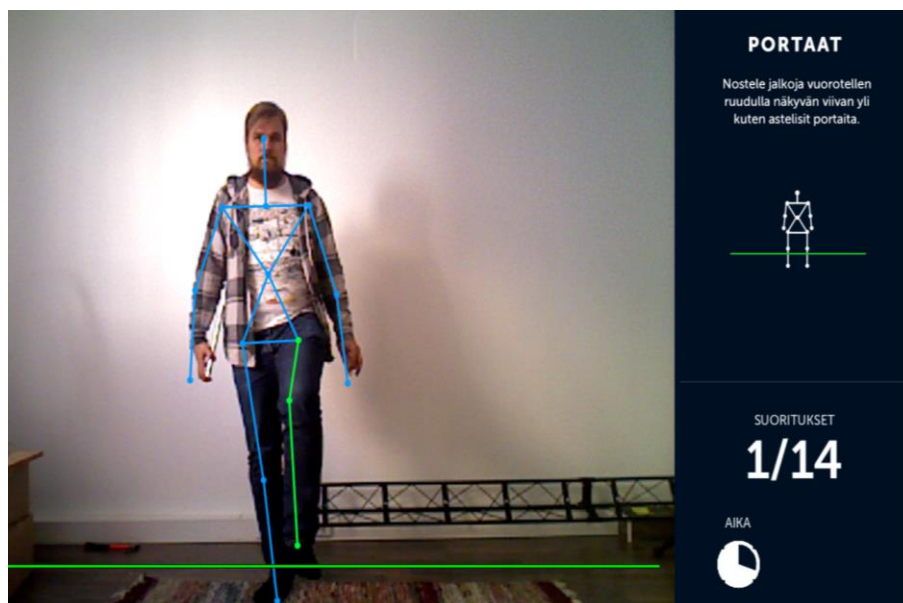 PORTAAT
Nostele jalkoja vuorotellen
ruudulla näkyvän viivan yli
kuten astelisit portaita.
SUORITUKSET
1/14
AIKA